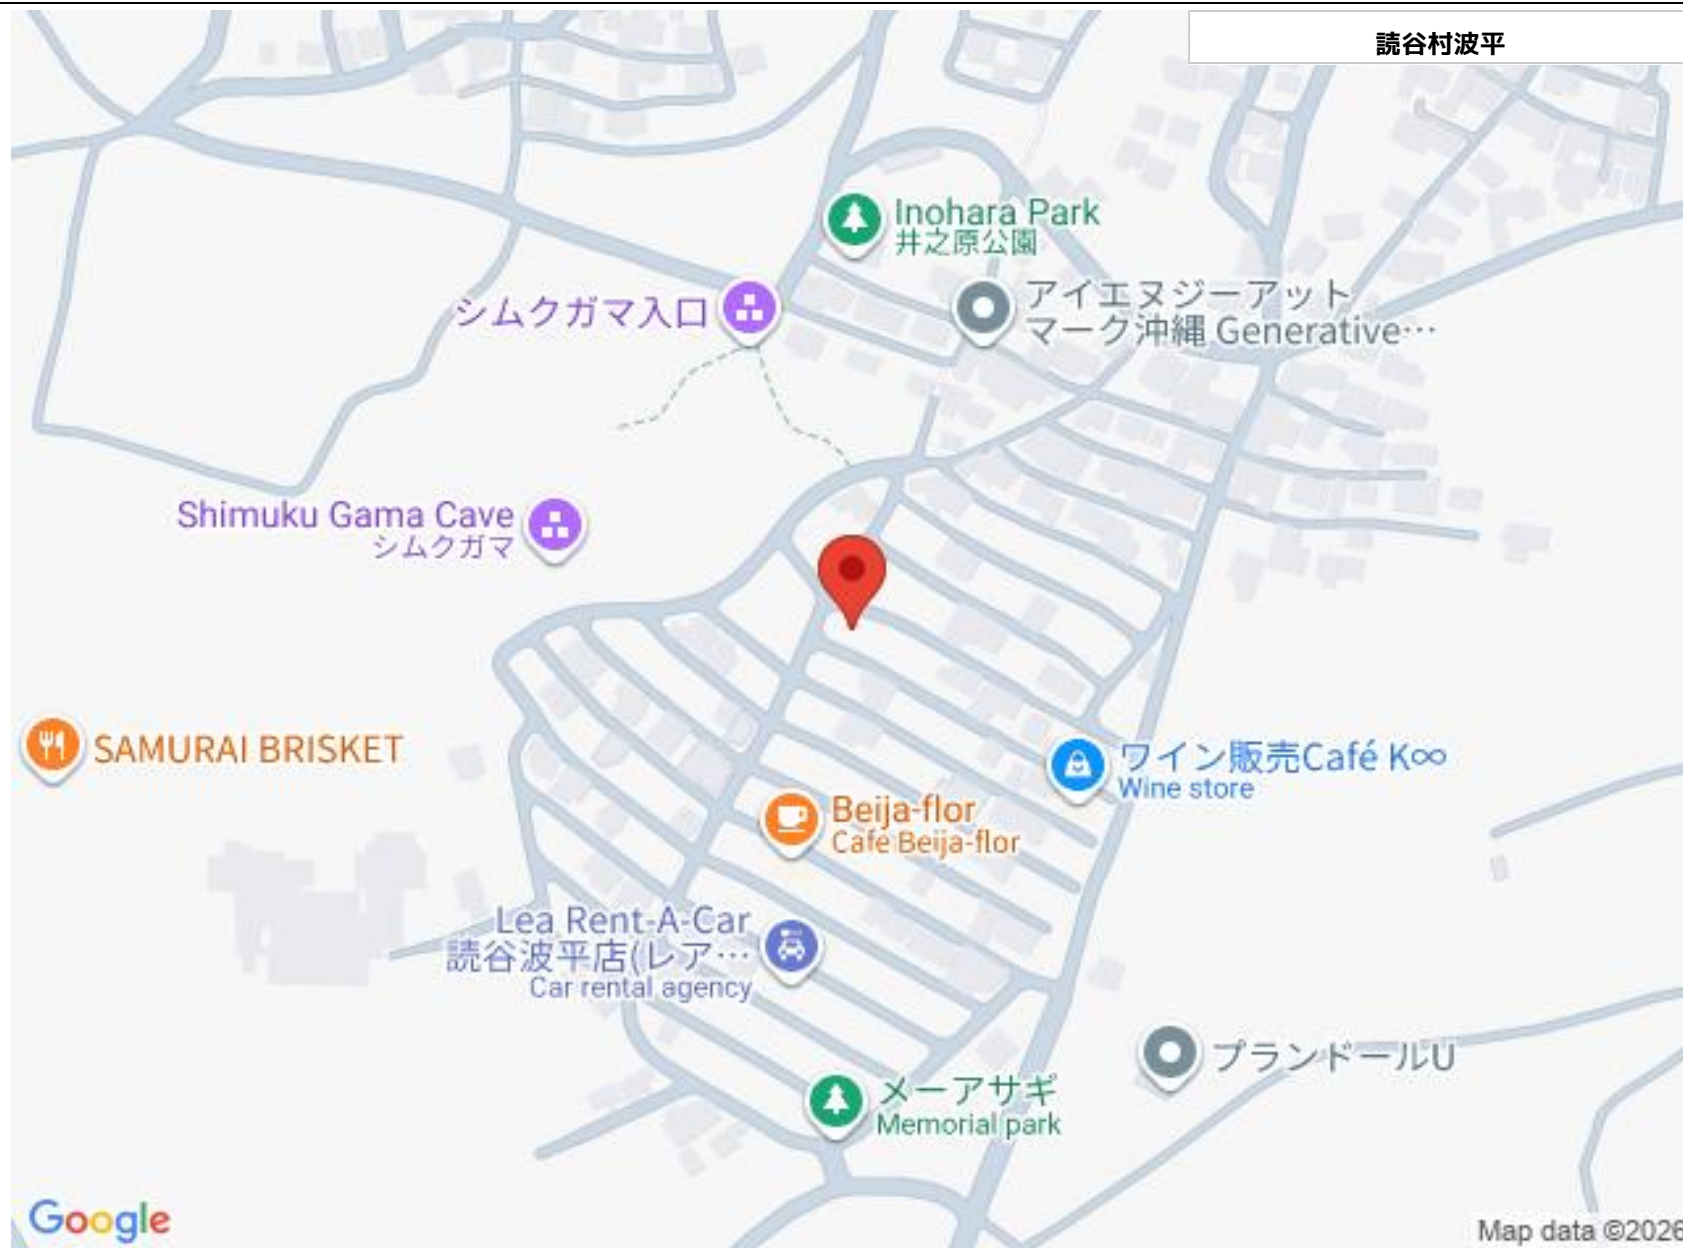 読谷村波平
Inohara Park
井之原公園
シムクガマ入口
アイエヌジーアット
マーク沖縄 Generative…
Shimuku Gama Cave
シムクガマ
SAMURAI BRISKET
ワイン販売Café K∞
Wine store
Beija-flor
Cafe Beija-flor
Lea Rent-A-Car
読谷波平店(レア…
Car rental agency
プランドールU
メーアサギ
Memorial park
Google
Map data ©2026